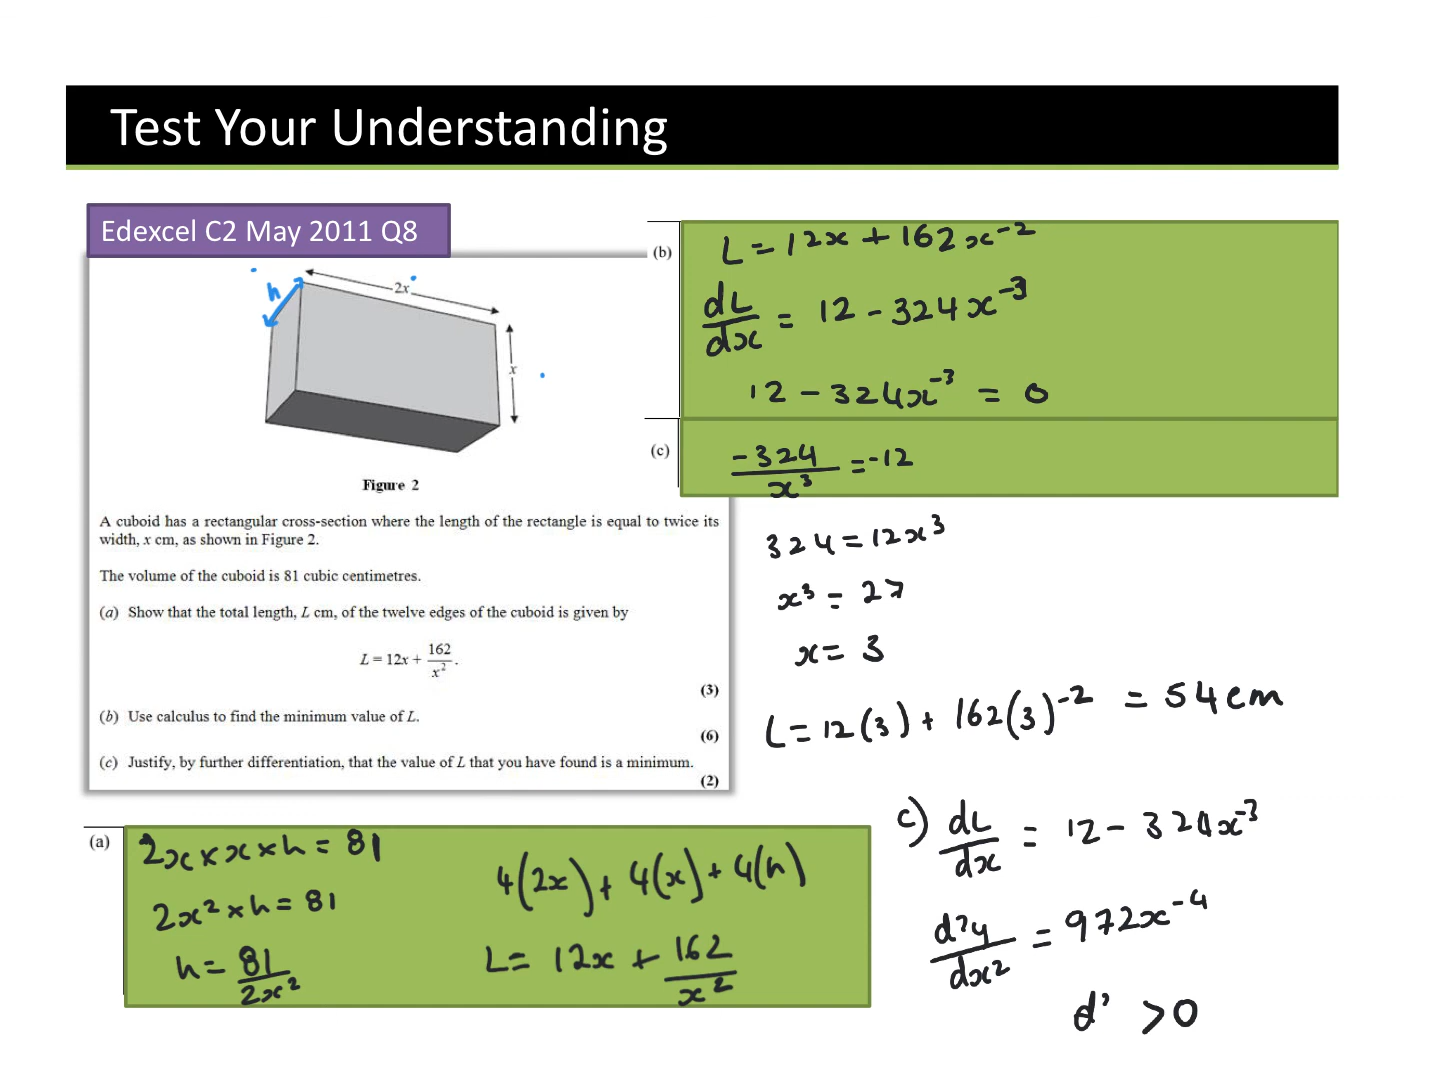 Test Your Understanding
Edexcel C2 May 2011 Q8
h
2x
x
Figure 2
A cuboid has a rectangular cross-section where the length of the rectangle is equal to twice its
width, x cm, as shown in Figure 2.
The volume of the cuboid is 81 cubic centimetres.
(a) Show that the total length, L cm, of the twelve edges of the cuboid is given by
L = 12x + 162/x².
(3)
(b) Use calculus to find the minimum value of L.
(6)
(c) Justify, by further differentiation, that the value of L that you have found is a minimum.
(2)
(a)
2x × x × h = 81
2x² × h = 81
h = 81/2x²
4(2x) + 4(x) + 4(h)
L = 12x + 162/x²
(b)
L = 12x + 162x⁻²
dL/dx = 12 - 324x⁻³
12 - 324x⁻³ = 0
(c)
-324/x³ = -12
324 = 12x³
x³ = 27
x = 3
L = 12(3) + 162(3)⁻² = 54cm
c) dL/dx = 12 - 324x⁻³
d²y/dx² = 972x⁻⁴
d² > 0